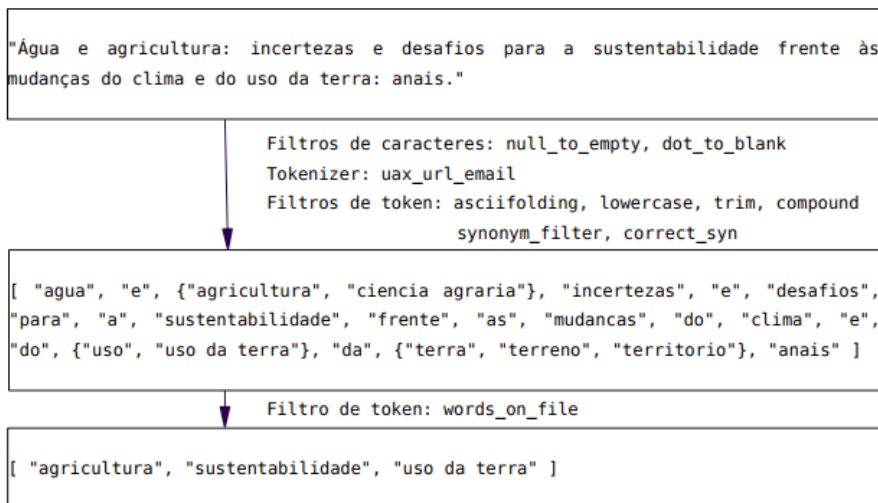 "Água e agricultura: incertezas e desafios para a sustentabilidade frente às
mudanças do clima e do uso da terra: anais."
Filtros de caracteres: null_to_empty, dot_to_blank
Tokenizer: uax_url_email
Filtros de token: asciifolding, lowercase, trim, compound
synonym_filter, correct_syn
[ "agua", "e", {"agricultura", "ciencia agraria"}, "incertezas", "e", "desafios",
"para", "a", "sustentabilidade", "frente", "as", "mudancas", "do", "clima", "e",
"do", {"uso", "uso da terra"}, "da", {"terra", "terreno", "territorio"}, "anais" ]
Filtro de token: words_on_file
[ "agricultura", "sustentabilidade", "uso da terra" ]